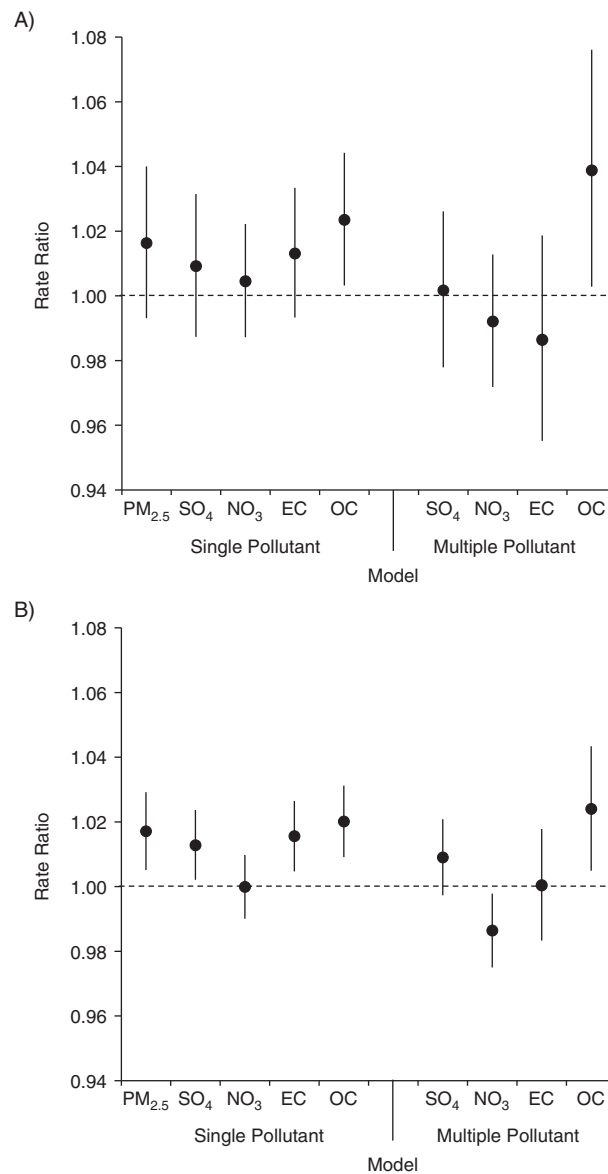 A)
1.08
1.06
1.04
1.02
1.00
0.98
0.96
0.94
Rate Ratio
PM2.5 SO4 NO3 EC OC SO4 NO3 EC OC
Single Pollutant Multiple Pollutant
Model
B)
1.08
1.06
1.04
1.02
1.00
0.98
0.96
0.94
Rate Ratio
PM2.5 SO4 NO3 EC OC SO4 NO3 EC OC
Single Pollutant Multiple Pollutant
Model